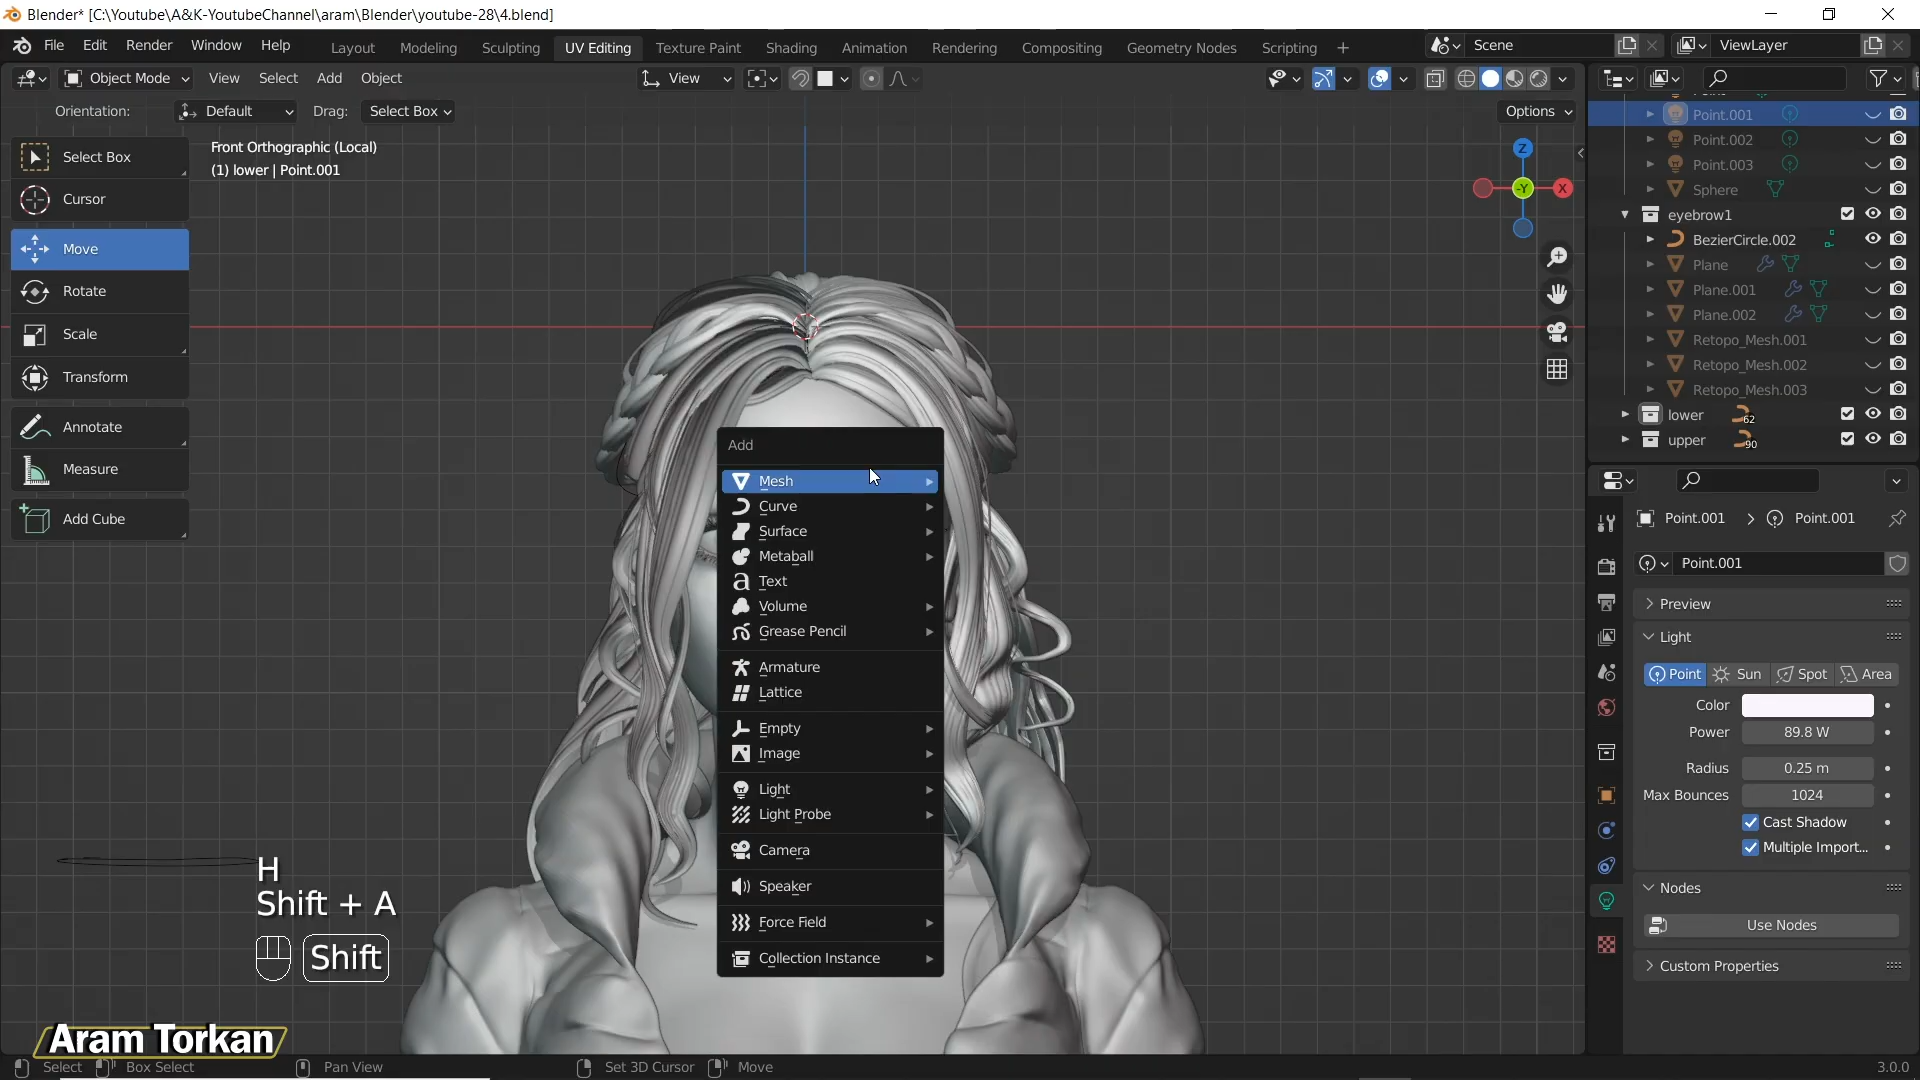 Blender* [C:\Youtube\A&K-YoutubeChannel\aram\Blender\youtube-28\4.blend]
File Edit Render Window Help
Layout Modeling Sculpting UV Editing Texture Paint Shading Animation Rendering Compositing Geometry Nodes Scripting +
Scene
ViewLayer
Object Mode View Select Add Object
View
Orientation: Default Drag: Select Box
Options
Select Box
Cursor
Move
Rotate
Scale
Transform
Annotate
Measure
Add Cube
Front Orthographic (Local)
(1) lower | Point.001
Z
-Y
X
Add
Mesh
Curve
Surface
Metaball
Text
Volume
Grease Pencil
Armature
Lattice
Empty
Image
Light
Light Probe
Camera
Speaker
Force Field
Collection Instance
H
Shift + A
Shift
Aram Torkan
Point.001
Point.002
Point.003
Sphere
eyebrow1
BezierCircle.002
Plane
Plane.001
Plane.002
Retopo_Mesh.001
Retopo_Mesh.002
Retopo_Mesh.003
lower 62
upper 90
Point.001 > Point.001
Point.001
Preview
Light
Point Sun Spot Area
Color
Power 89.8 W
Radius 0.25 m
Max Bounces 1024
Cast Shadow
Multiple Import...
Nodes
Use Nodes
Custom Properties
Select Box Select Pan View Set 3D Cursor Move
3.0.0